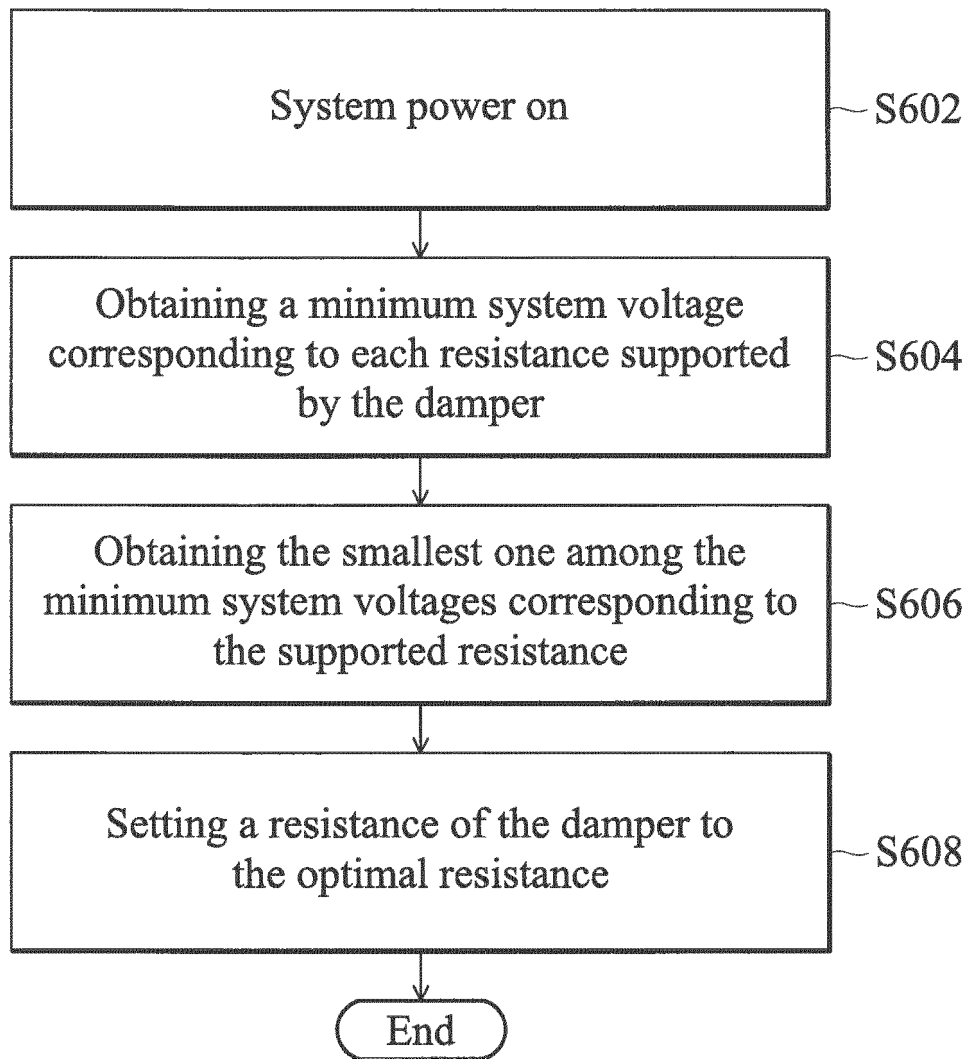 System power on
S602
Obtaining a minimum system voltage
corresponding to each resistance supported
by the damper
S604
Obtaining the smallest one among the
minimum system voltages corresponding to
the supported resistance
S606
Setting a resistance of the damper to
the optimal resistance
S608
End